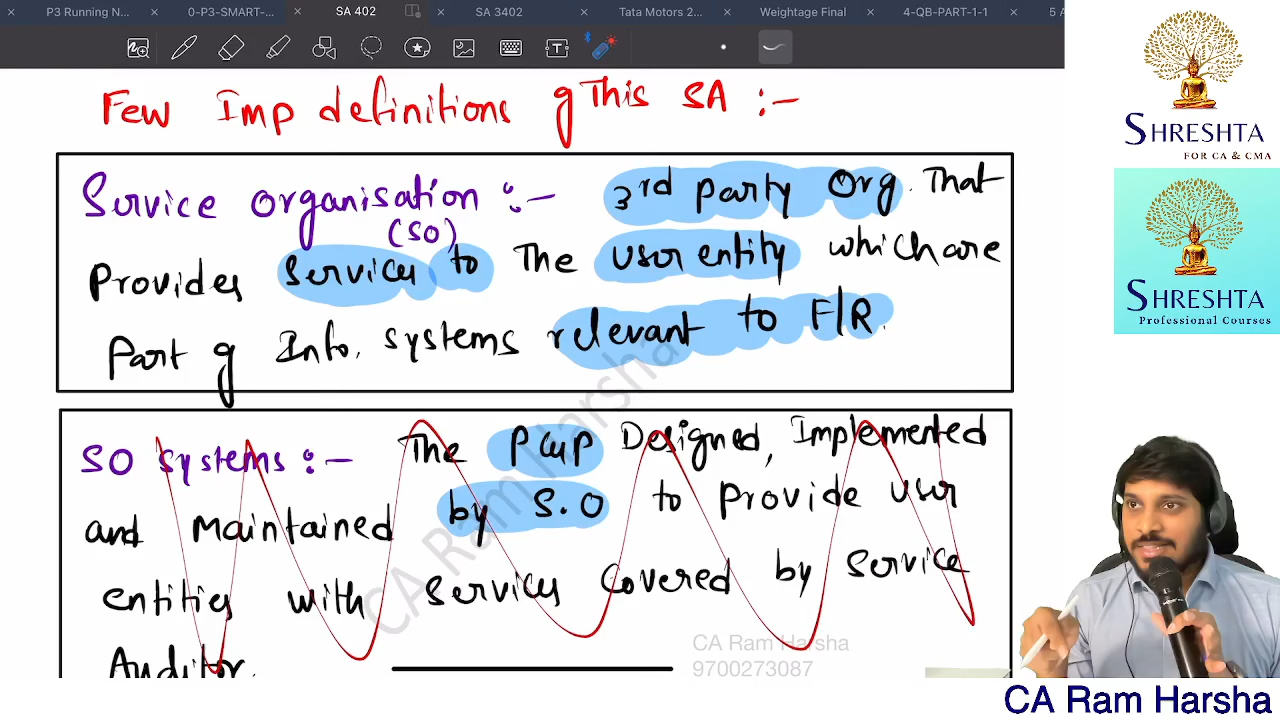 P3 Running N...
0-P3-SMART-...
SA 402
SA 3402
Tata Motors 2...
Weightage Final
4-QB-PART-1-1
5 A
Few Imp definitions of This SA :-
Service organisation :- 3rd party Org. That
(SO)
Provides services to The user entity which are
Part of Info. systems relevant to F/R.
SO systems :- The P&P Designed, Implemented
and Maintained by S.O to Provide user
entities with services covered by service
Auditor.
CA Ram Harsha
CA Ram Harsha
9700273087
SHRESHTA
FOR CA & CMA
SHRESHTA
Professional Courses
CA Ram Harsha